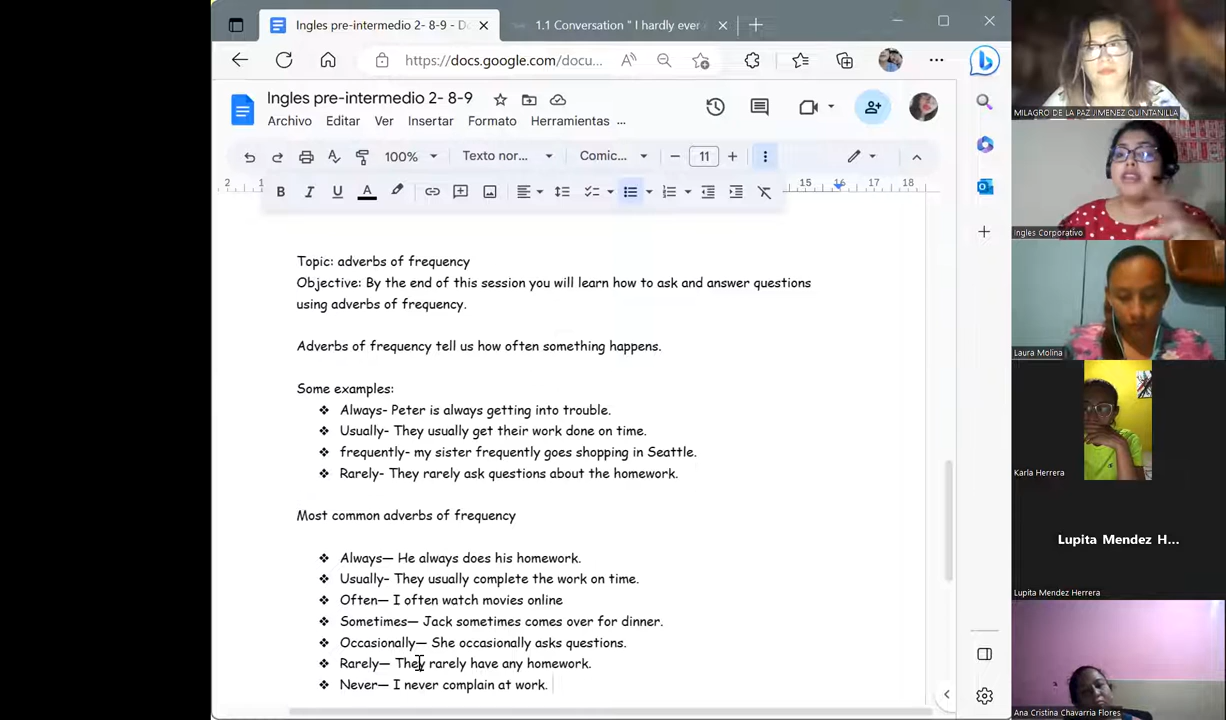 Ingles pre-intermedio 2- 8-9 - Do
1.1 Conversation " I hardly ever
https://docs.google.com/docu...
Ingles pre-intermedio 2- 8-9
Archivo Editar Ver Insertar Formato Herramientas ...
100% Texto nor... Comic... 11
2 1 15 16 17 18
Topic: adverbs of frequency
Objective: By the end of this session you will learn how to ask and answer questions
using adverbs of frequency.
Adverbs of frequency tell us how often something happens.
Some examples:
❖ Always- Peter is always getting into trouble.
❖ Usually- They usually get their work done on time.
❖ frequently- my sister frequently goes shopping in Seattle.
❖ Rarely- They rarely ask questions about the homework.
Most common adverbs of frequency
❖ Always— He always does his homework.
❖ Usually- They usually complete the work on time.
❖ Often— I often watch movies online
❖ Sometimes— Jack sometimes comes over for dinner.
❖ Occasionally— She occasionally asks questions.
❖ Rarely— They rarely have any homework.
❖ Never— I never complain at work.
MILAGRO DE LA PAZ JIMENEZ QUINTANILLA
Ingles Corporativo
Laura Molina
Karla Herrera
Lupita Mendez H...
Lupita Mendez Herrera
Ana Cristina Chavarria Flores